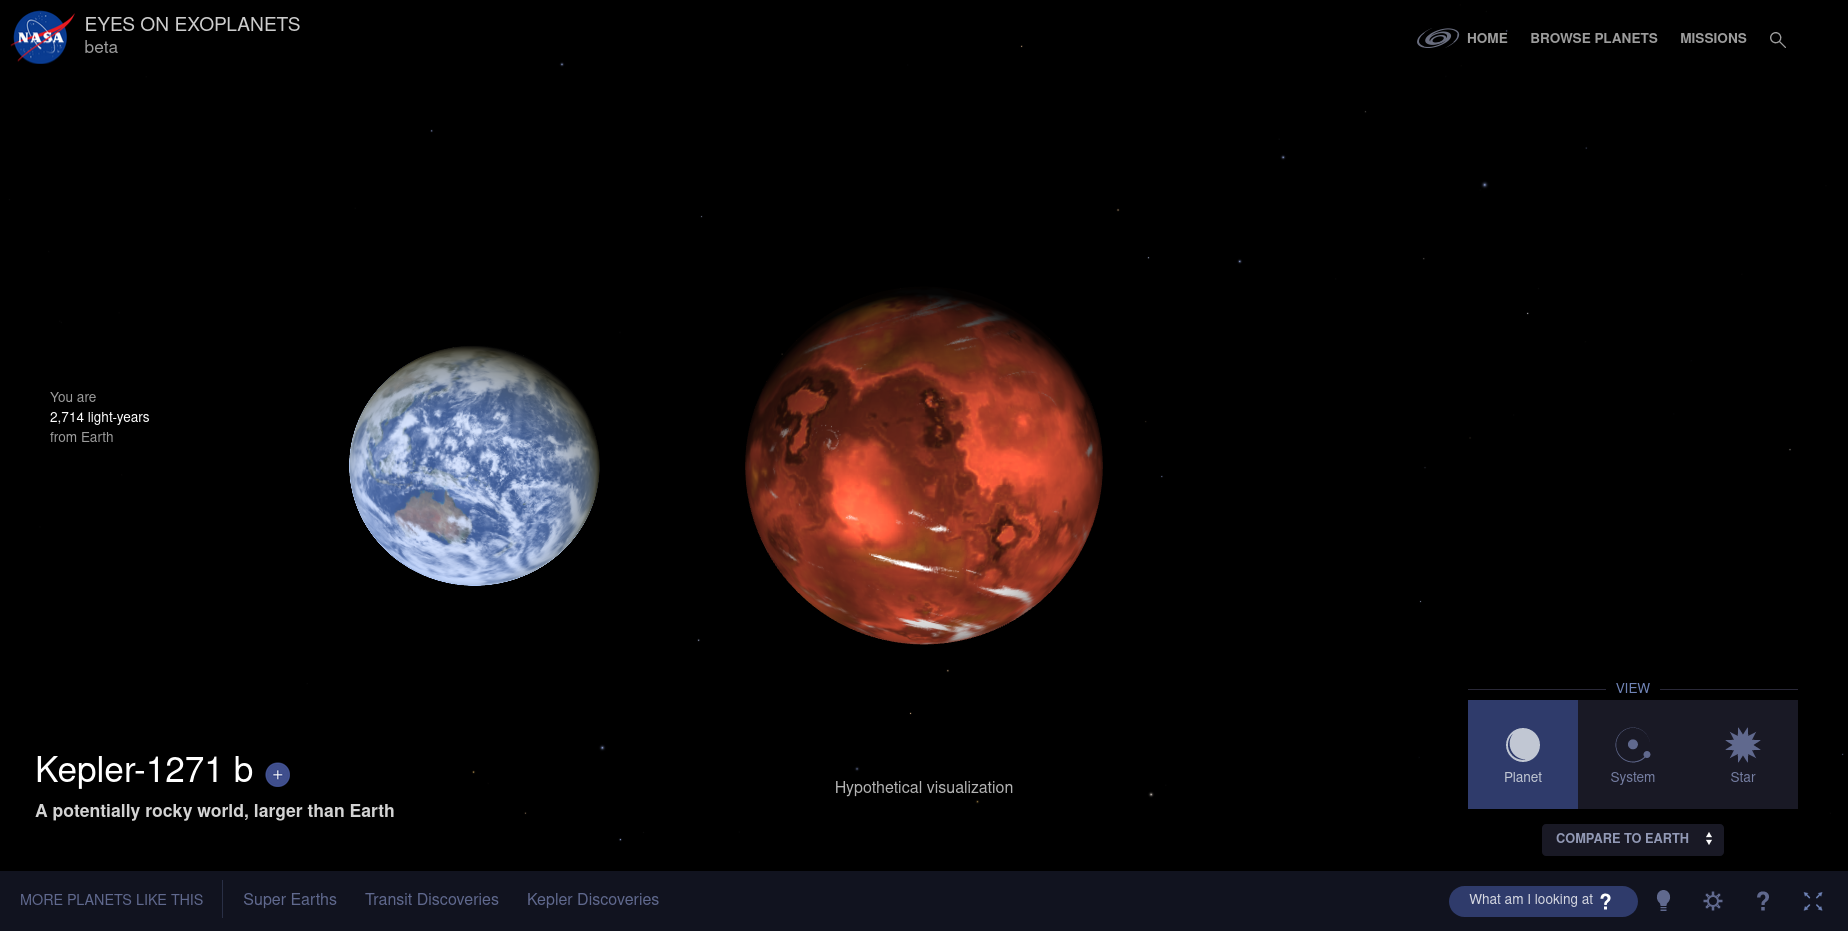 NASA
EYES ON EXOPLANETS
beta
HOME
BROWSE PLANETS
MISSIONS
You are
2,714 light-years
from Earth
Kepler-1271 b +
A potentially rocky world, larger than Earth
Hypothetical visualization
VIEW
Planet
System
Star
COMPARE TO EARTH
MORE PLANETS LIKE THIS
Super Earths
Transit Discoveries
Kepler Discoveries
What am I looking at ?
?